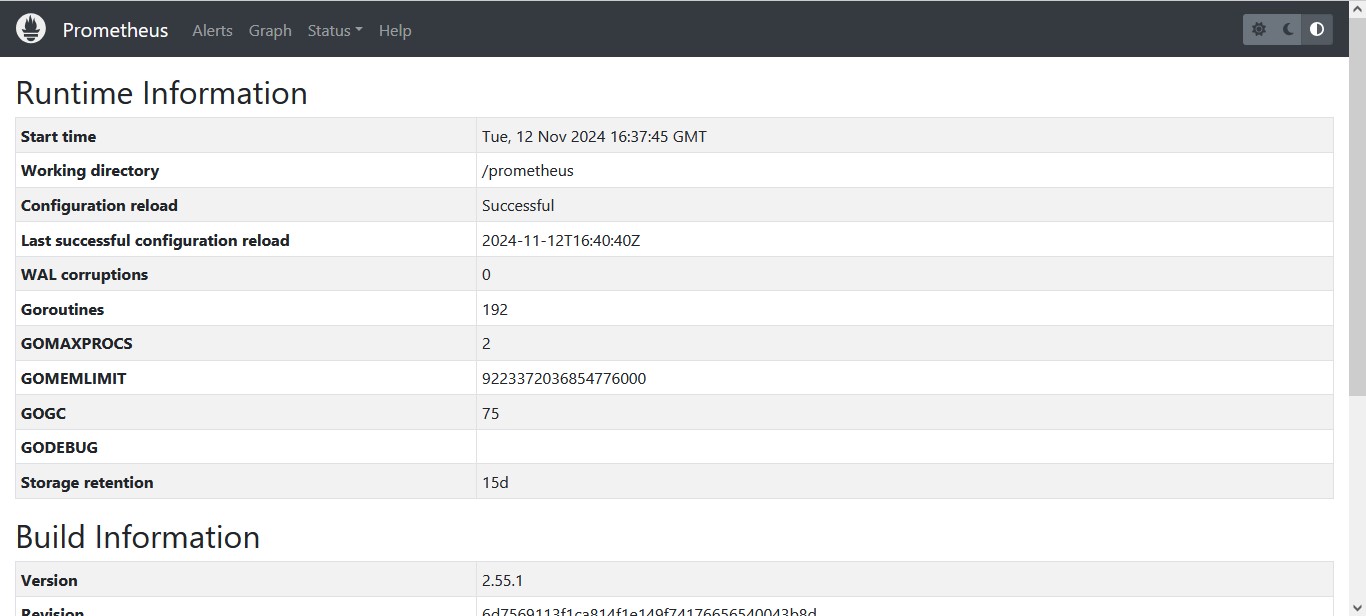 Prometheus Alerts Graph Status Help
Runtime Information
Start time Tue, 12 Nov 2024 16:37:45 GMT
Working directory /prometheus
Configuration reload Successful
Last successful configuration reload 2024-11-12T16:40:40Z
WAL corruptions 0
Goroutines 192
GOMAXPROCS 2
GOMEMLIMIT 9223372036854776000
GOGC 75
GODEBUG
Storage retention 15d
Build Information
Version 2.55.1
Revision 6d7569113f1ca814f1e149f74176656540043b8d